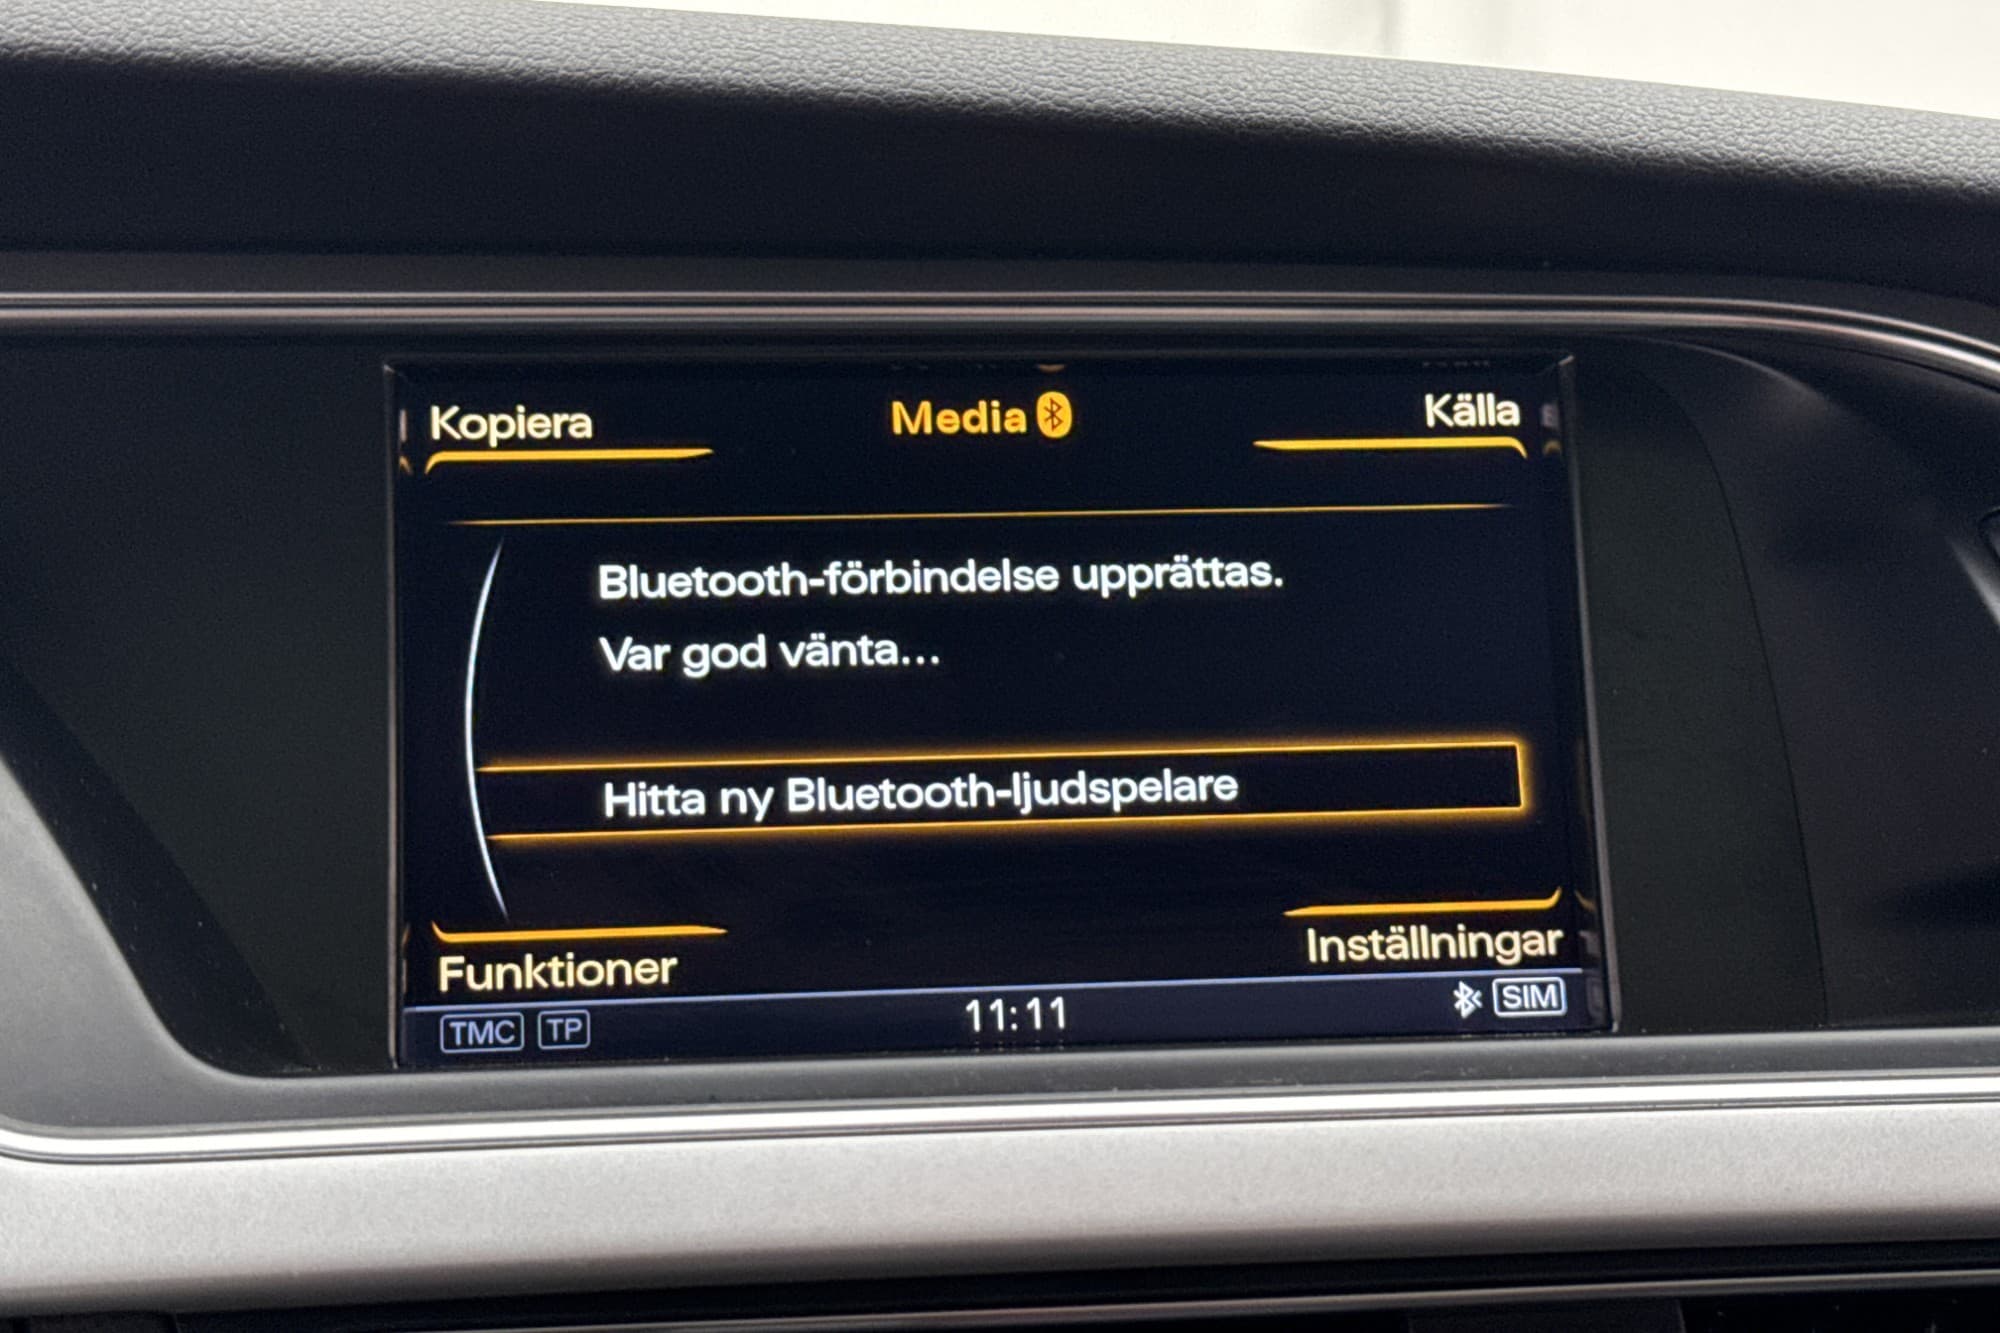 Kopiera
Media
Källa
Bluetooth-förbindelse upprättas.
Var god vänta...
Hitta ny Bluetooth-ljudspelare
Funktioner
Inställningar
TMC TP
11:11
SIM